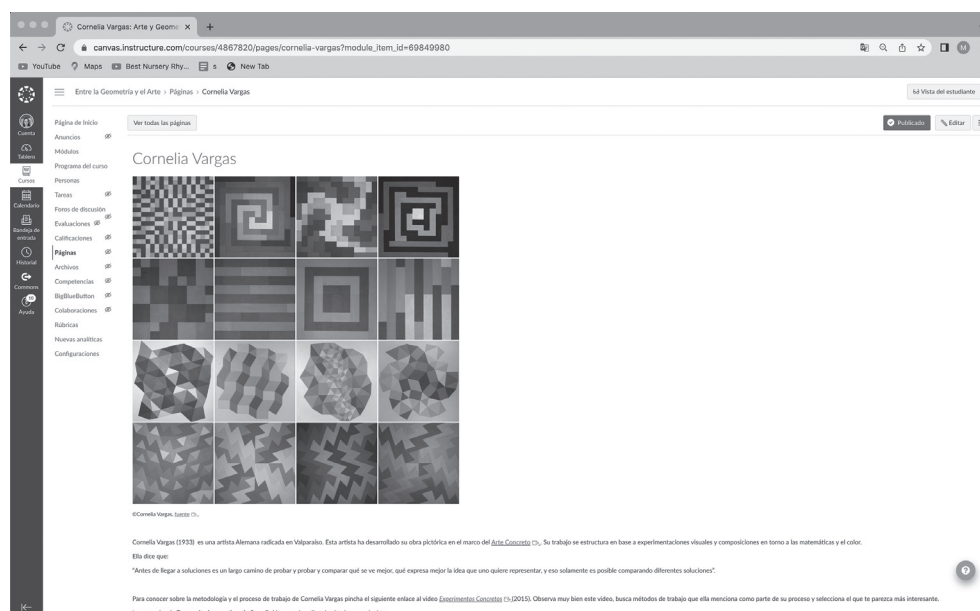 Cornelia Vargas: Arte y Geome
canvas.instructure.com/courses/4867820/pages/cornelia-vargas?module_item_id=69849980
M
YouTube
Maps
Best Nursery Rhy...
s
New Tab
Entre la Geometría y el Arte > Páginas > Cornelia Vargas
Vista del estudiante
Cuenta
Tablero
Cursos
Calendario
Bandeja de entrada
Historial
Commons
Ayuda
Página de Inicio
Anuncios
Módulos
Programa del curso
Personas
Tareas
Foros de discusión
Evaluaciones
Calificaciones
Páginas
Archivos
Competencias
BigBlueButton
Colaboraciones
Rúbricas
Nuevas analíticas
Configuraciones
Ver todas las páginas
Publicado
Editar
Cornelia Vargas
©Cornelia Vargas, fuente
Cornelia Vargas (1933) es una artista Alemana radicada en Valparaíso. Esta artista ha desarrollado su obra pictórica en el marco del Arte Concreto. Su trabajo se estructura en base a experimentaciones visuales y composiciones en torno a las matemáticas y el color.
Ella dice que:
"Antes de llegar a soluciones es un largo camino de probar y probar y comparar qué se ve mejor, qué expresa mejor la idea que uno quiere representar, y eso solamente es posible comparando diferentes soluciones".
Para conocer sobre la metodología y el proceso de trabajo de Cornelia Vargas pincha el siguiente enlace al video Experimentos Concretos (2015). Observa muy bien este video, busca métodos de trabajo que ella menciona como parte de su proceso y selecciona el que te parezca más interesante.